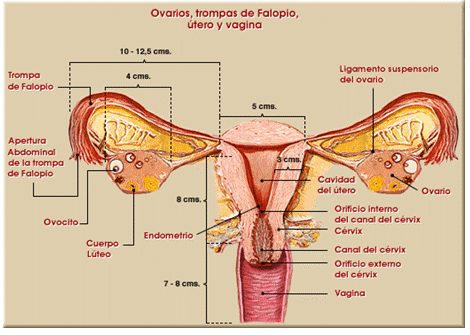 Ovarios, trompas de Falopio,
útero y vagina
10 - 12,5 cms.
Trompa
de Falopio
4 cms.
5 cms.
Ligamento suspensorio
del ovario
Apertura
Abdominal
de la trompa
de Falopio
3 cms.
Cavidad
del útero
Ovario
Ovocito
8 cms.
Orificio interno
del canal del cérvix
Endometrio
Cérvix
Cuerpo
Lúteo
Canal del cérvix
Orificio externo
del cérvix
7 - 8 cms.
Vagina